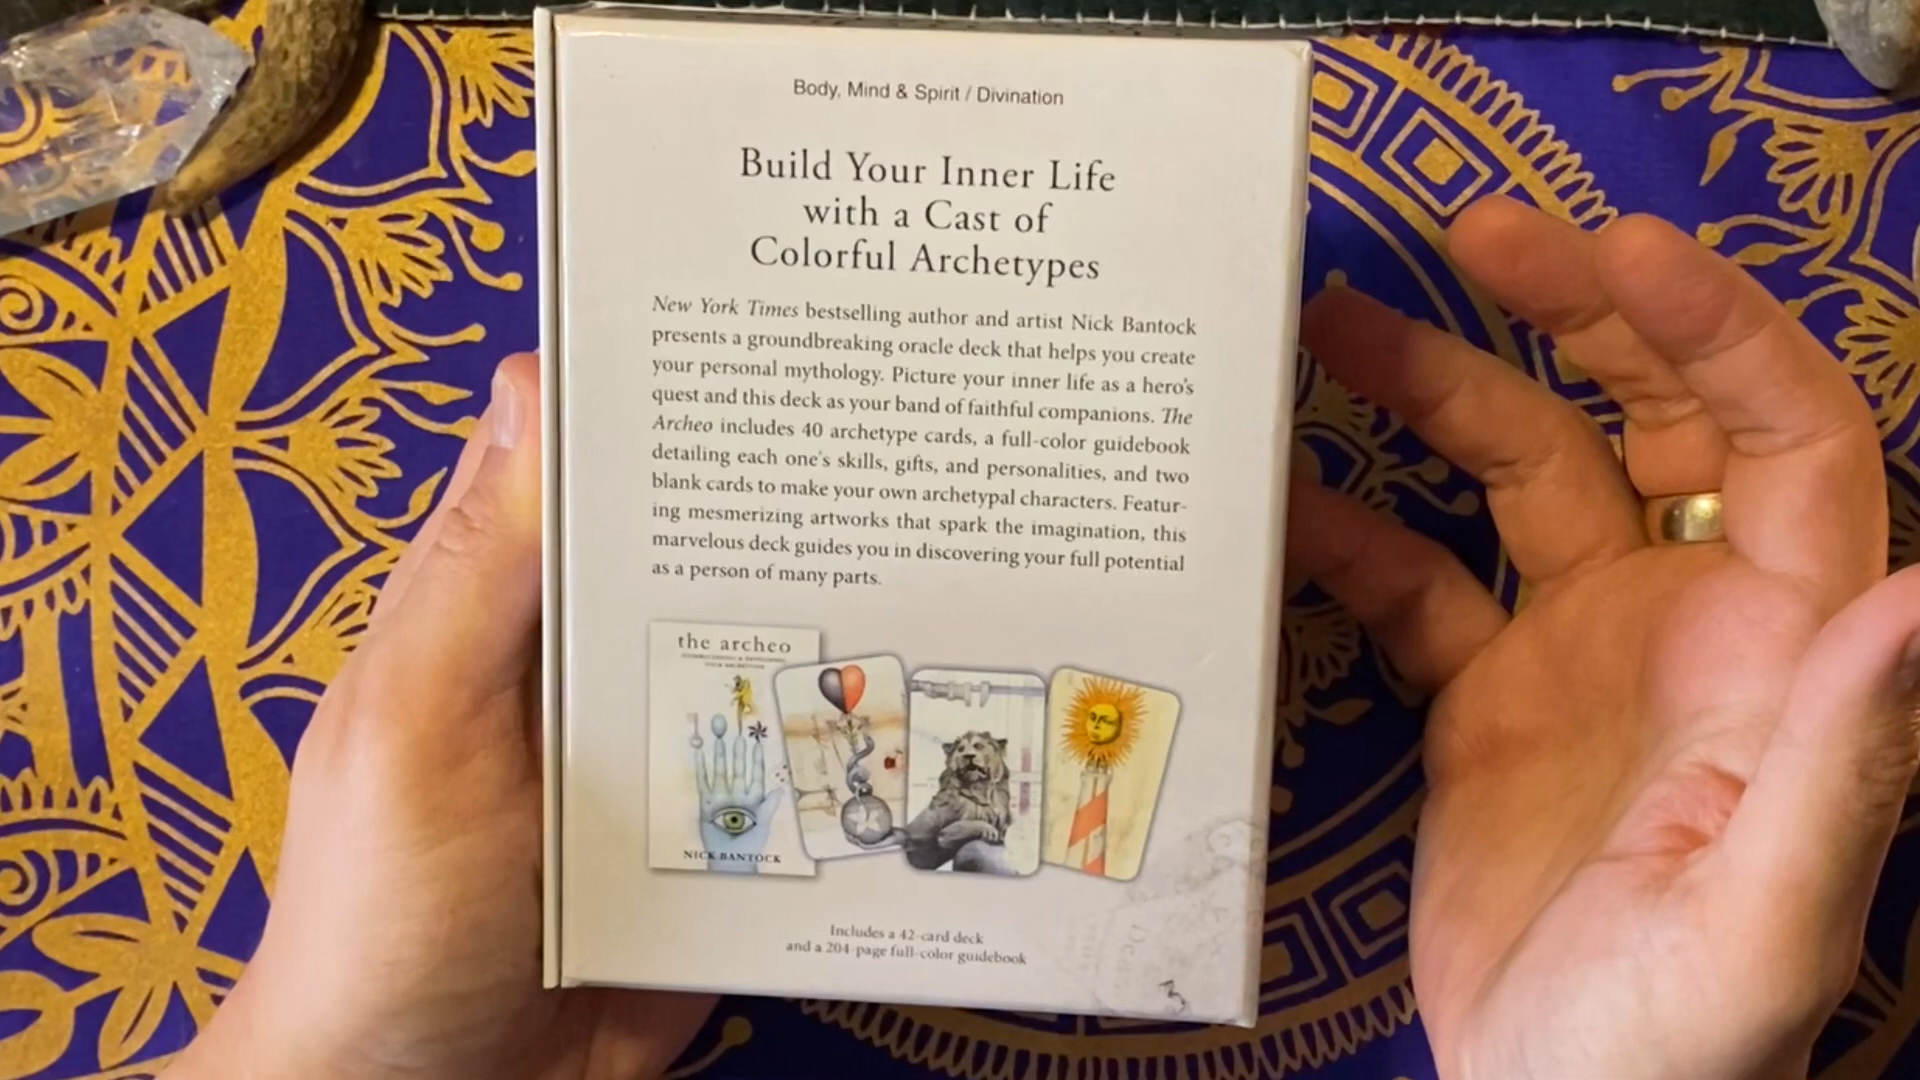 Body, Mind & Spirit / Divination
Build Your Inner Life
with a Cast of
Colorful Archetypes
New York Times bestselling author and artist Nick Bantock
presents a groundbreaking oracle deck that helps you create
your personal mythology. Picture your inner life as a hero's
quest and this deck as your band of faithful companions. The
Archeo includes 40 archetype cards, a full-color guidebook
detailing each one's skills, gifts, and personalities, and two
blank cards to make your own archetypal characters. Featur-
ing mesmerizing artworks that spark the imagination, this
marvelous deck guides you in discovering your full potential
as a person of many parts.
the archeo
NICK BANTOCK
Includes a 42-card deck
and a 204-page full-color guidebook
3